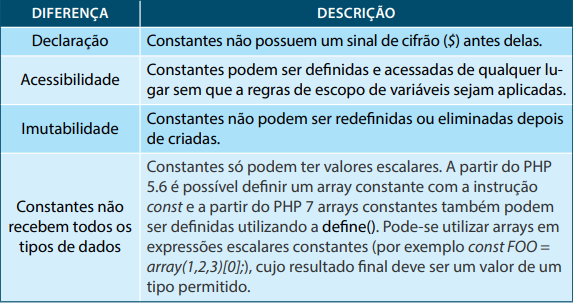 DIFERENÇA DESCRIÇÃO
Declaração Constantes não possuem um sinal de cifrão ($) antes delas.
Acessibilidade Constantes podem ser definidas e acessadas de qualquer lu-
gar sem que a regras de escopo de variáveis sejam aplicadas.
Imutabilidade Constantes não podem ser redefinidas ou eliminadas depois
de criadas.
Constantes não recebem todos os tipos de dados Constantes só podem ter valores escalares. A partir do PHP
5.6 é possível definir um array constante com a instrução
const e a partir do PHP 7 arrays constantes também podem
ser definidas utilizando a define(). Pode-se utilizar arrays em
expressões escalares constantes (por exemplo const FOO =
array(1,2,3)[0];), cujo resultado final deve ser um valor de um
tipo permitido.